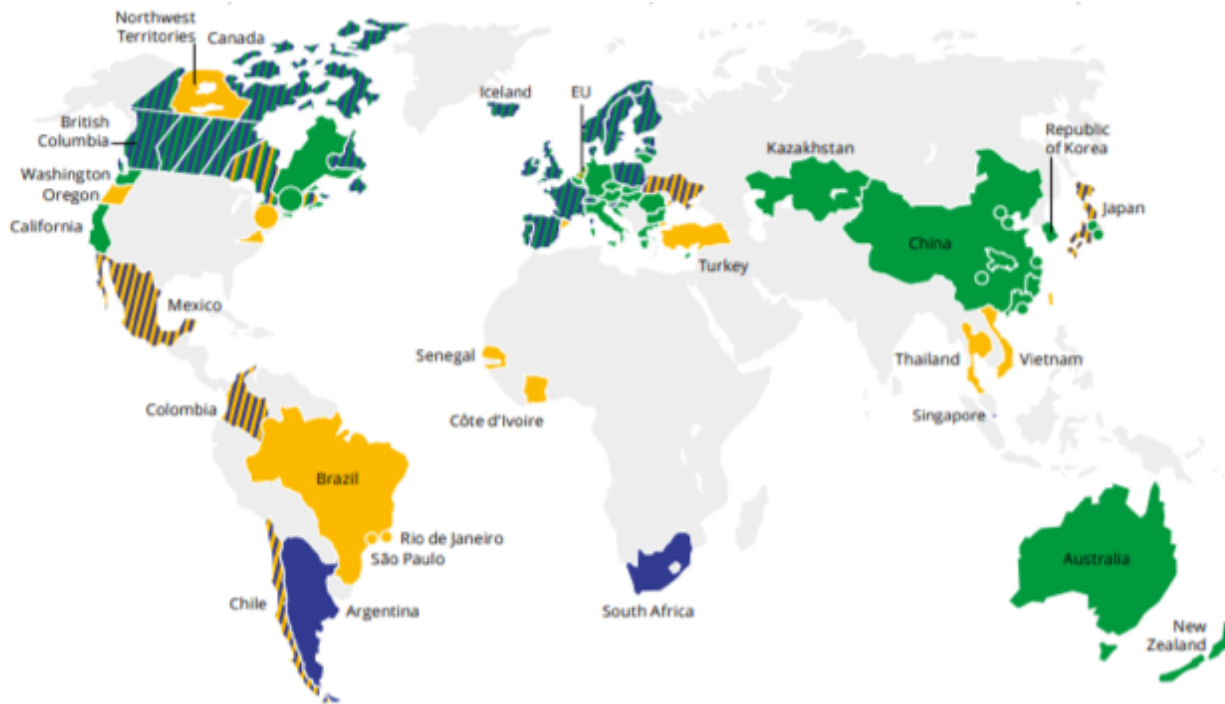 Northwest
Territories
Canada
Iceland
EU
British
Columbia
Kazakhstan
Republic
of Korea
Washington
Oregon
California
Japan
China
Turkey
Mexico
Senegal
Thailand
Vietnam
Colombia
Côte d'Ivoire
Singapore
Brazil
Rio de Janeiro
São Paulo
Australia
Chile
Argentina
South Africa
New
Zealand